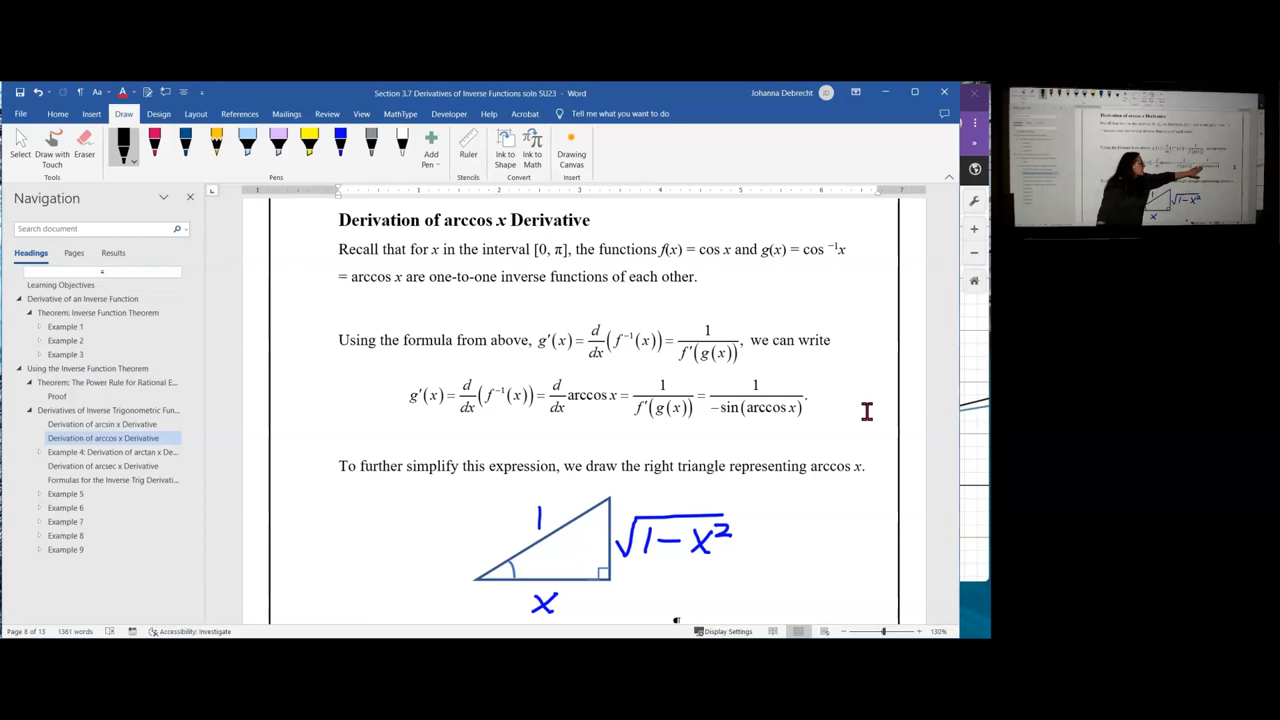 Section 3.7 Derivatives of Inverse Functions soln SU23 - Word
Johanna Debrecht
JD
File Home Insert Draw Design Layout References Mailings Review View MathType Developer Help Acrobat Tell me what you want to do
Select
Draw with Touch
Eraser
Add Pen
Ruler
Ink to Shape
Ink to Math
Drawing Canvas
Tools Pens Stencils Convert Insert
Navigation
Search document
Headings Pages Results
Learning Objectives
Derivative of an Inverse Function
Theorem: Inverse Function Theorem
Example 1
Example 2
Example 3
Using the Inverse Function Theorem
Theorem: The Power Rule for Rational E...
Proof
Derivatives of Inverse Trigonometric Fun...
Derivation of arcsin x Derivative
Derivation of arccos x Derivative
Example 4: Derivation of arctan x De...
Derivation of arcsec x Derivative
Formulas for the Inverse Trig Derivati...
Example 5
Example 6
Example 7
Example 8
Example 9
1 1 2 3 4 5 6 7
Derivation of arccos x Derivative
Recall that for x in the interval [0, π], the functions f(x) = cos x and g(x) = cos ⁻¹x
= arccos x are one-to-one inverse functions of each other.
Using the formula from above, g′(x) = d/dx (f⁻¹(x)) = 1/f′(g(x)), we can write
g′(x) = d/dx (f⁻¹(x)) = d/dx arccos x = 1/f′(g(x)) = 1/−sin(arccos x).
To further simplify this expression, we draw the right triangle representing arccos x.
1
√1−x²
x
Page 8 of 13 1361 words Accessibility: Investigate Display Settings 130%